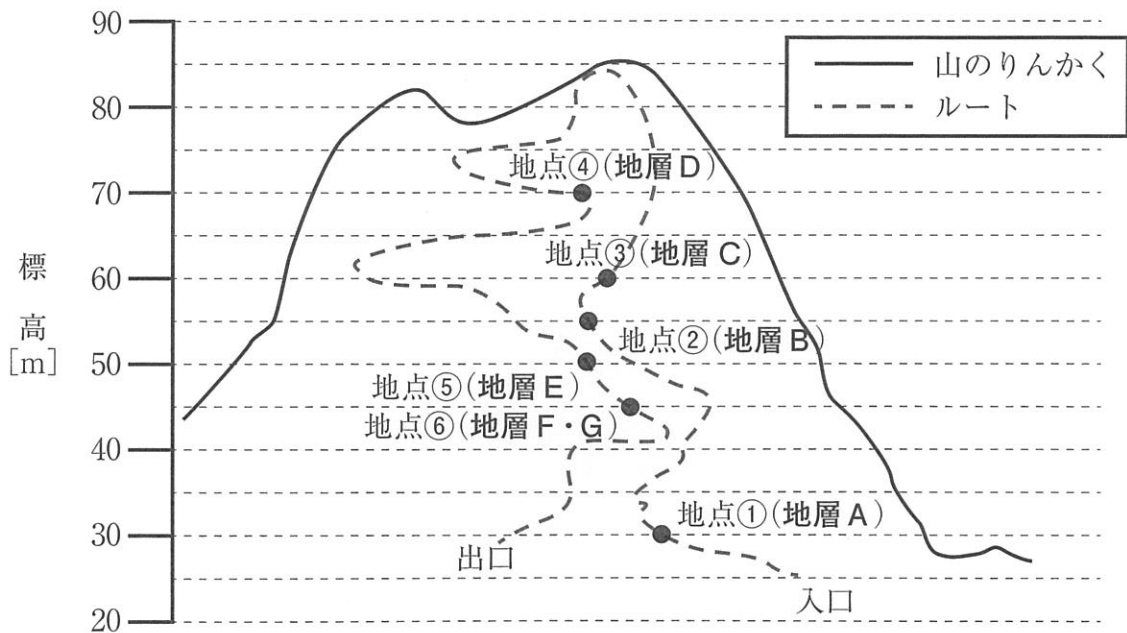 90
80
70
60
50
40
30
20
標高
[m]
山のりんかく
ルート
地点④(地層D)
地点③(地層C)
地点②(地層B)
地点⑤(地層E)
地点⑥(地層F・G)
地点①(地層A)
出口
入口